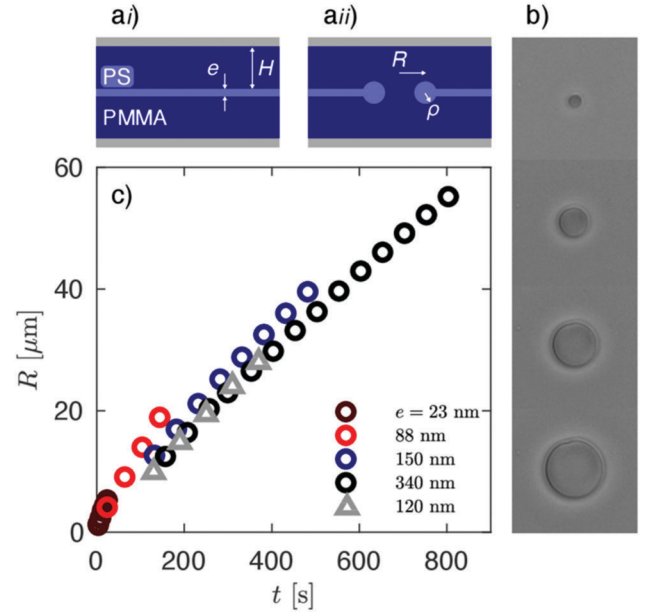 ai)
aii)
b)
e
H
R
PS
ρ
PMMA
c)
60
40
20
0
R [μm]
e = 23 nm
88 nm
150 nm
340 nm
120 nm
0 200 400 600 800
t [s]